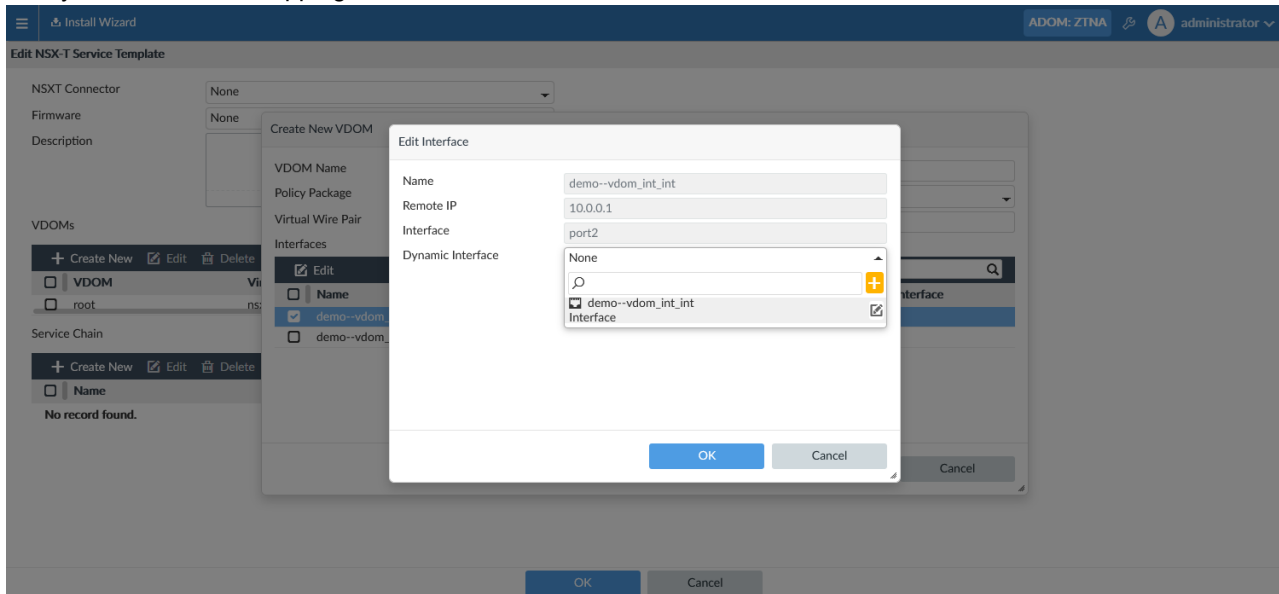 Install Wizard
ADOM: ZTNA
A administrator
Edit NSX-T Service Template
NSXT Connector None
Firmware None
Description
VDOMs
Create New Edit Delete
VDOM
root
Service Chain
Create New Edit Delete
Name
No record found.
Create New VDOM
VDOM Name
Policy Package
Virtual Wire Pair
Interfaces
Edit
Name
demo--vdom_
demo--vdom_
Cancel
Edit Interface
Name demo--vdom_int_int
Remote IP 10.0.0.1
Interface port2
Dynamic Interface None
demo--vdom_int_int
Interface
OK Cancel
OK Cancel